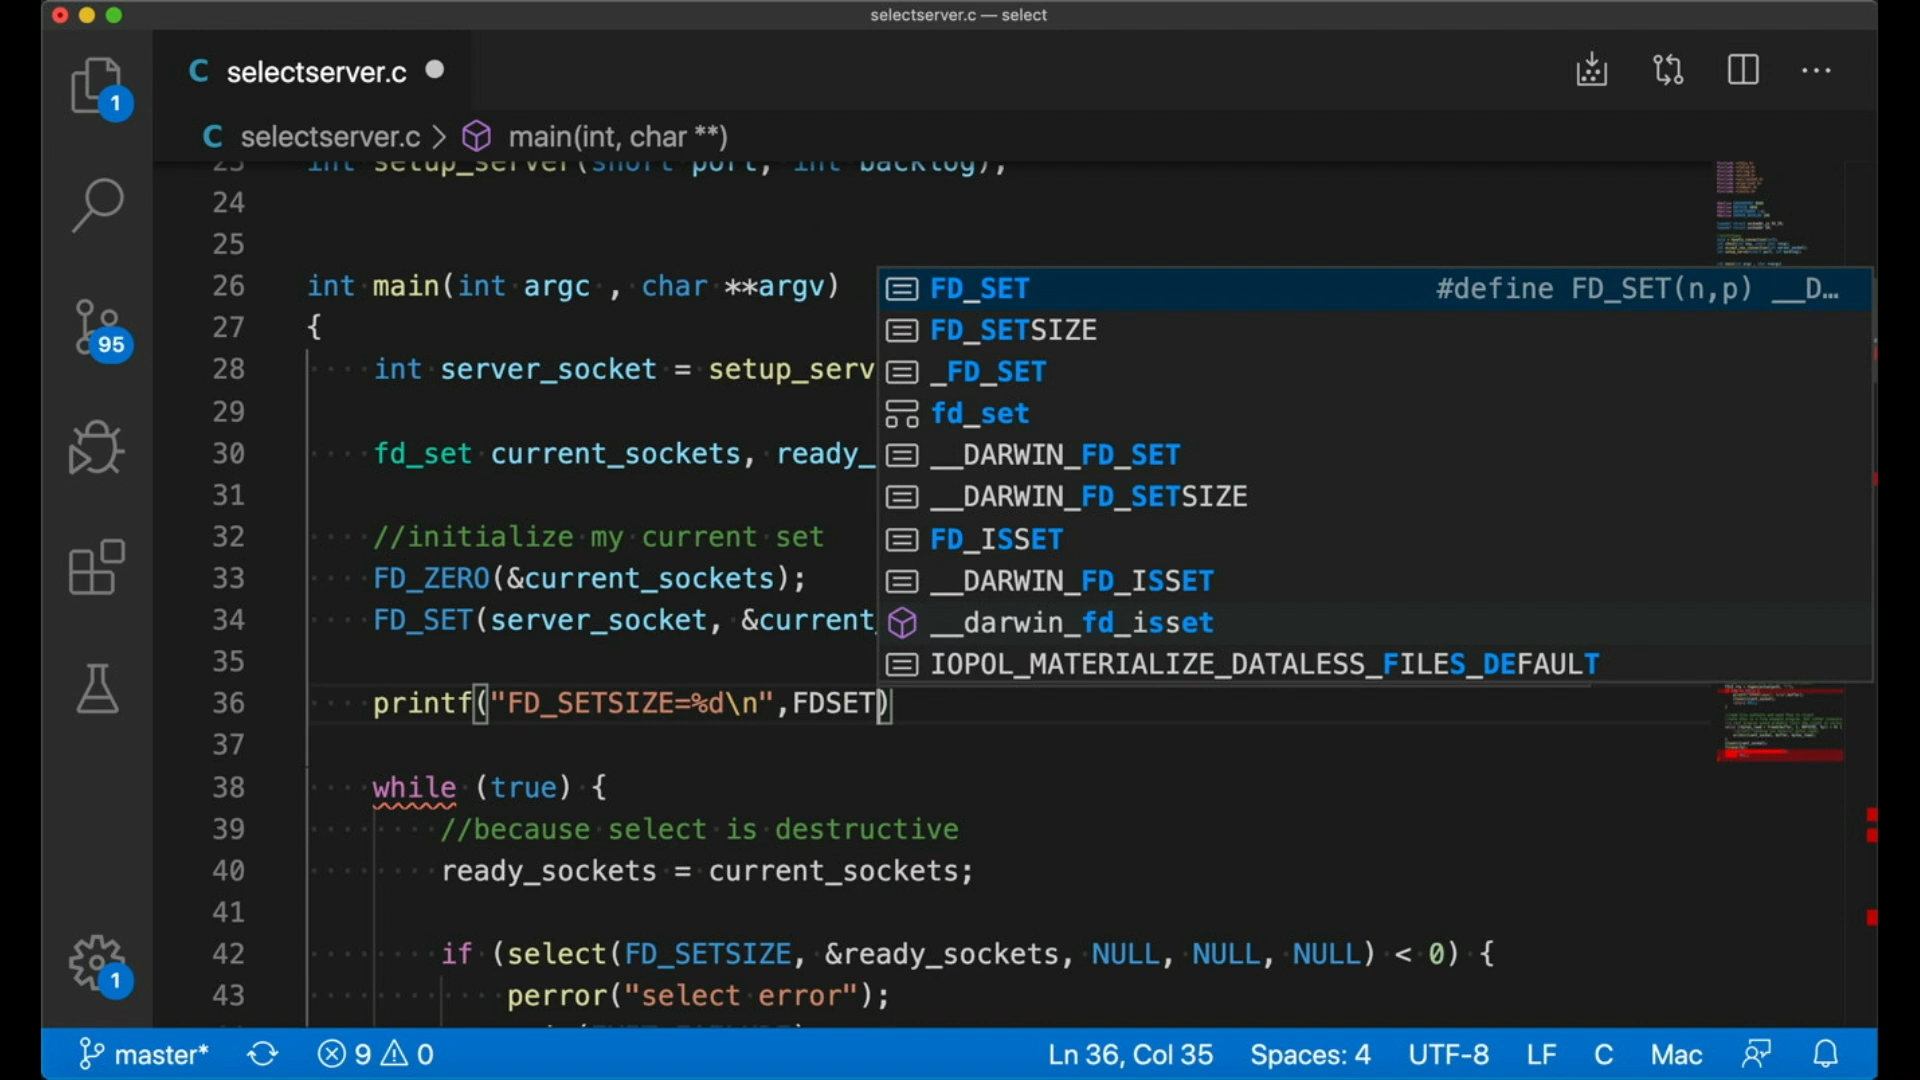 selectserver.c — select
C selectserver.c
C selectserver.c > main(int, char **)
1
95
1
23 int setup_server(short port, int backlog);
24
25
26 int main(int argc , char **argv)
27 {
28 int server_socket = setup_serv
29
30 fd_set current_sockets, ready_
31
32 //initialize my current set
33 FD_ZERO(&current_sockets);
34 FD_SET(server_socket, &current_
35
36 printf("FD_SETSIZE=%d\n",FDSET)
37
38 while (true) {
39 //because select is destructive
40 ready_sockets = current_sockets;
41
42 if (select(FD_SETSIZE, &ready_sockets, NULL, NULL, NULL) < 0) {
43 perror("select error");
FD_SET #define FD_SET(n,p) __D…
FD_SETSIZE
_FD_SET
fd_set
__DARWIN_FD_SET
__DARWIN_FD_SETSIZE
FD_ISSET
__DARWIN_FD_ISSET
__darwin_fd_isset
IOPOL_MATERIALIZE_DATALESS_FILES_DEFAULT
master* 9 0 Ln 36, Col 35 Spaces: 4 UTF-8 LF C Mac